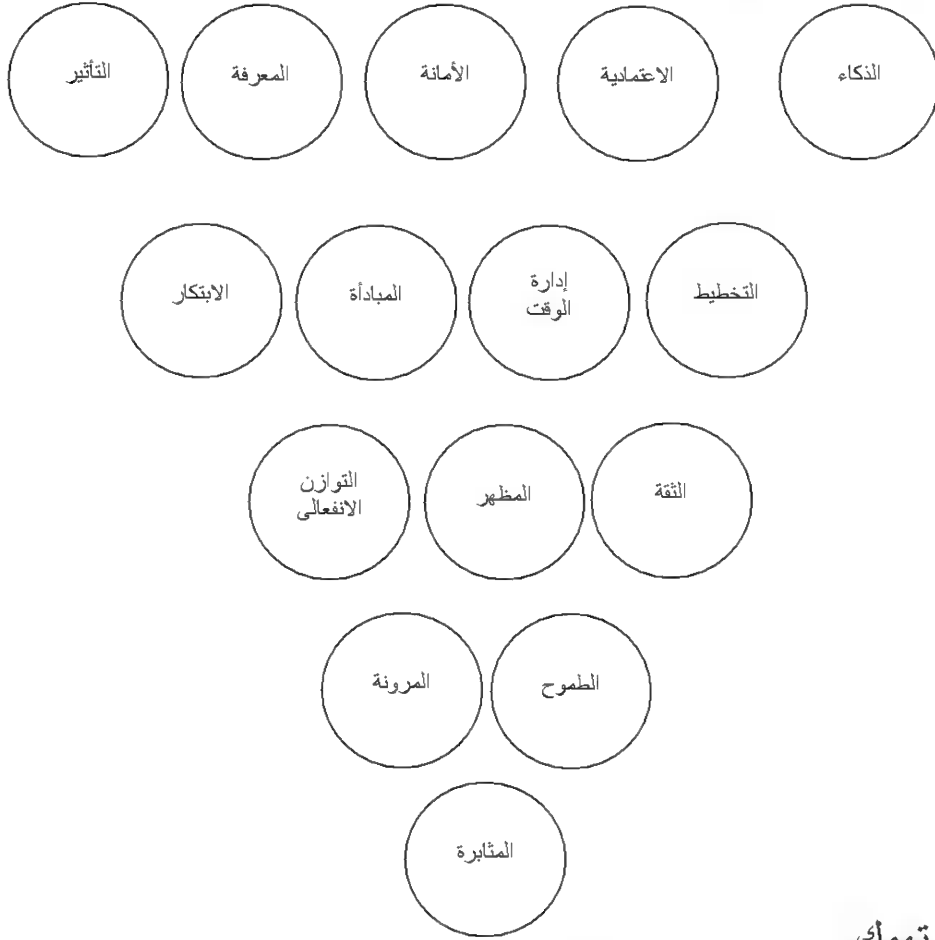 الذكاء
الاعتمادية
الأمانة
المعرفة
التأثير
التخطيط
إدارة
الوقت
المبادأة
الابتكار
الثقة
المظهر
التوازن
الانفعالى
الطموح
المرونة
المثابرة